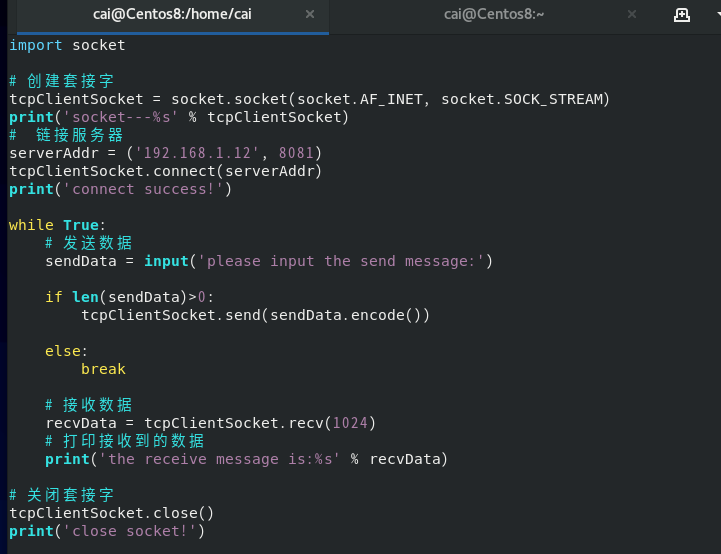 cai@Centos8:/home/cai × cai@Centos8:~ ×
import socket
# 创建套接字
tcpClientSocket = socket.socket(socket.AF_INET, socket.SOCK_STREAM)
print('socket---%s' % tcpClientSocket)
#  链接服务器
serverAddr = ('192.168.1.12', 8081)
tcpClientSocket.connect(serverAddr)
print('connect success!')
while True:
    # 发送数据
    sendData = input('please input the send message:')
    if len(sendData)>0:
        tcpClientSocket.send(sendData.encode())
    else:
        break
    # 接收数据
    recvData = tcpClientSocket.recv(1024)
    # 打印接收到的数据
    print('the receive message is:%s' % recvData)
# 关闭套接字
tcpClientSocket.close()
print('close socket!')